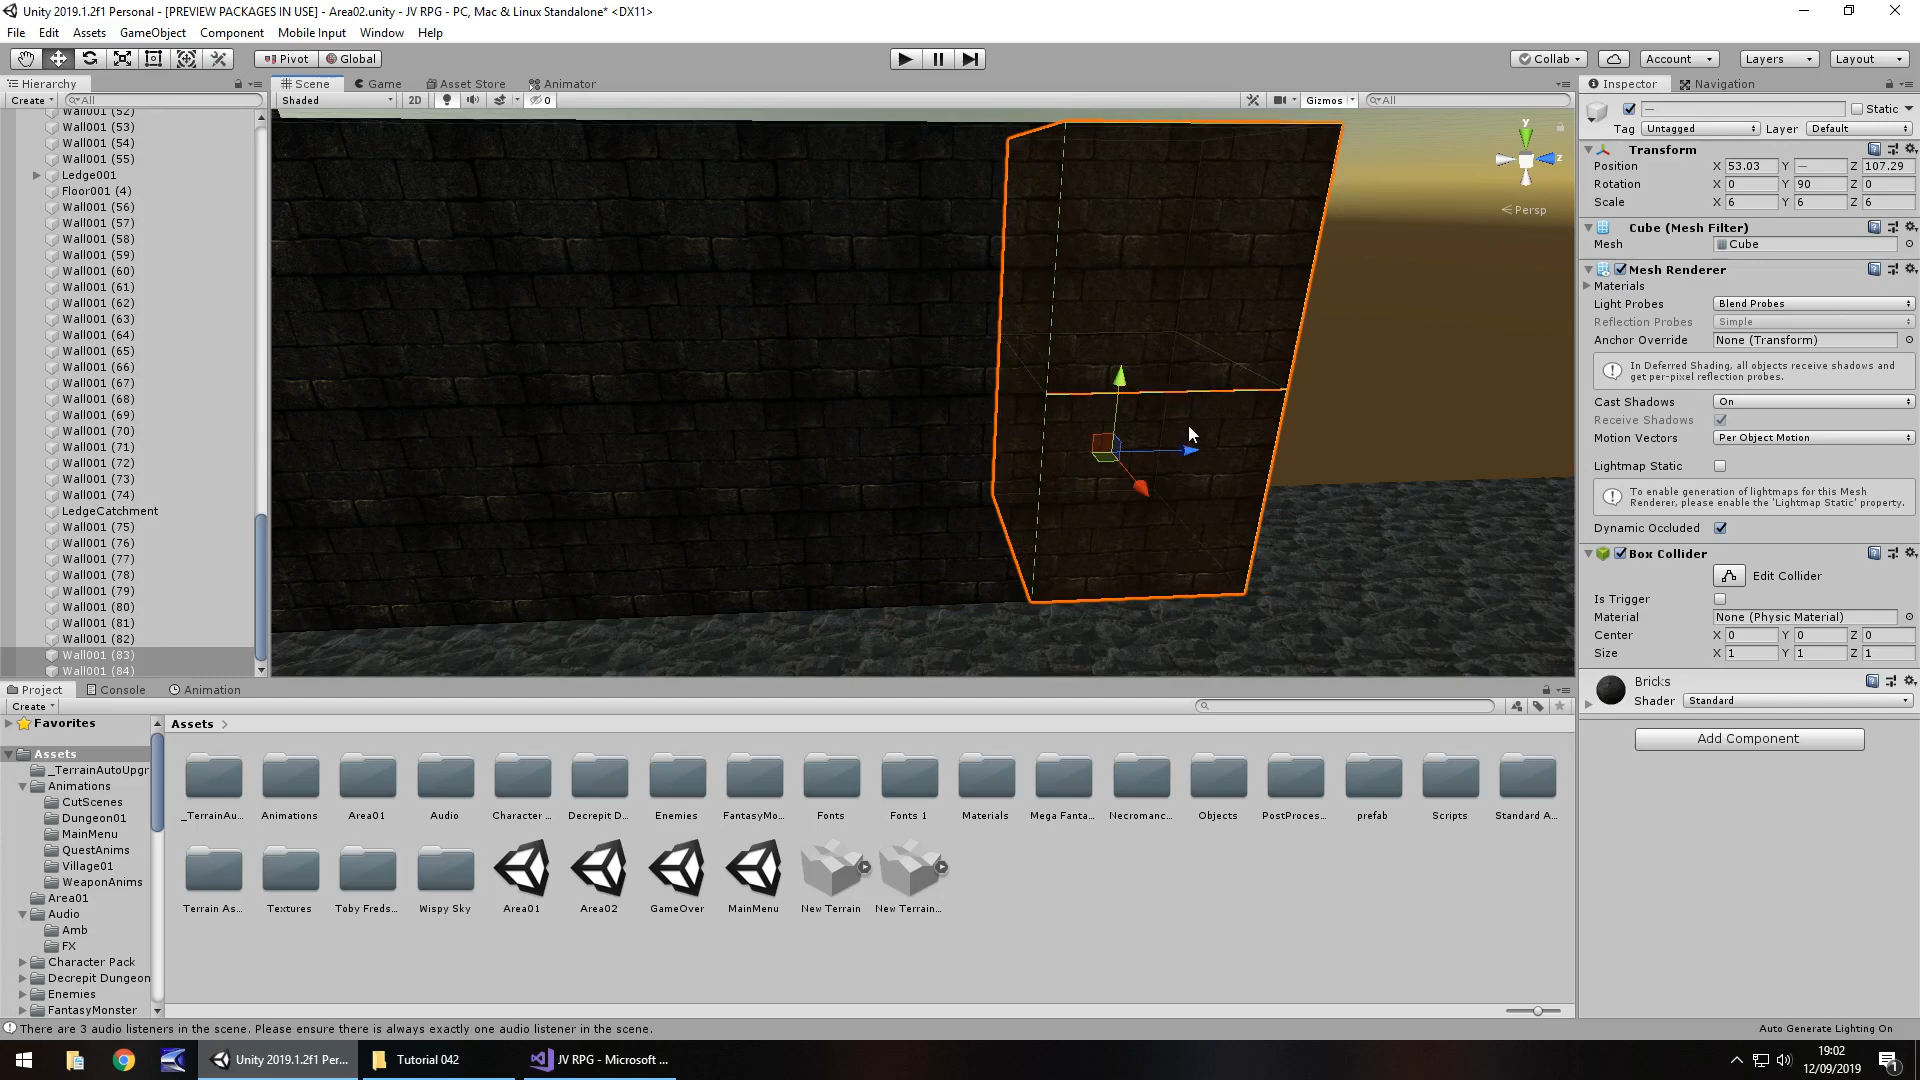 Unity 2019.1.2f1 Personal - [PREVIEW PACKAGES IN USE] - Area02.unity - JV RPG - PC, Mac & Linux Standalone* <DX11>
File Edit Assets GameObject Component Mobile Input Window Help
Pivot Global Collab Account Layers Layout
Hierarchy Scene Game Asset Store Animator Inspector Navigation
Create All Shaded 2D 0 Gizmos All
Wall001 (52)
Wall001 (53)
Wall001 (54)
Wall001 (55)
Ledge001
Floor001 (4)
Wall001 (56)
Wall001 (57)
Wall001 (58)
Wall001 (59)
Wall001 (60)
Wall001 (61)
Wall001 (62)
Wall001 (63)
Wall001 (64)
Wall001 (65)
Wall001 (66)
Wall001 (67)
Wall001 (68)
Wall001 (69)
Wall001 (70)
Wall001 (71)
Wall001 (72)
Wall001 (73)
Wall001 (74)
LedgeCatchment
Wall001 (75)
Wall001 (76)
Wall001 (77)
Wall001 (78)
Wall001 (79)
Wall001 (80)
Wall001 (81)
Wall001 (82)
Wall001 (83)
Wall001 (84)
y
z
Persp
— Static
Tag Untagged Layer Default
Transform
Position X 53.03 Y — Z 107.29
Rotation X 0 Y 90 Z 0
Scale X 6 Y 6 Z 6
Cube (Mesh Filter)
Mesh Cube
Mesh Renderer
Materials
Light Probes Blend Probes
Reflection Probes Simple
Anchor Override None (Transform)
In Deferred Shading, all objects receive shadows and
get per-pixel reflection probes.
Cast Shadows On
Receive Shadows
Motion Vectors Per Object Motion
Lightmap Static
To enable generation of lightmaps for this Mesh
Renderer, please enable the 'Lightmap Static' property.
Dynamic Occluded
Box Collider
Edit Collider
Is Trigger
Material None (Physic Material)
Center X 0 Y 0 Z 0
Size X 1 Y 1 Z 1
Bricks
Shader Standard
Add Component
Project Console Animation
Create
Favorites
Assets
_TerrainAutoUpgr
Animations
CutScenes
Dungeon01
MainMenu
QuestAnims
Village01
WeaponAnims
Area01
Audio
Amb
FX
Character Pack
Decrepit Dungeon
Enemies
FantasyMonster
Assets
_TerrainAu... Animations Area01 Audio Character ... Decrepit D... Enemies FantasyMo... Fonts Fonts 1 Materials Mega Fanta... Necromanc... Objects PostProces... prefab Scripts Standard A...
Terrain As... Textures Toby Freds... Wispy Sky Area01 Area02 GameOver MainMenu New Terrain New Terrain...
There are 3 audio listeners in the scene. Please ensure there is always exactly one audio listener in the scene.
Auto Generate Lighting On
Unity 2019.1.2f1 Per... Tutorial 042 JV RPG - Microsoft ...
19:02
12/09/2019
1